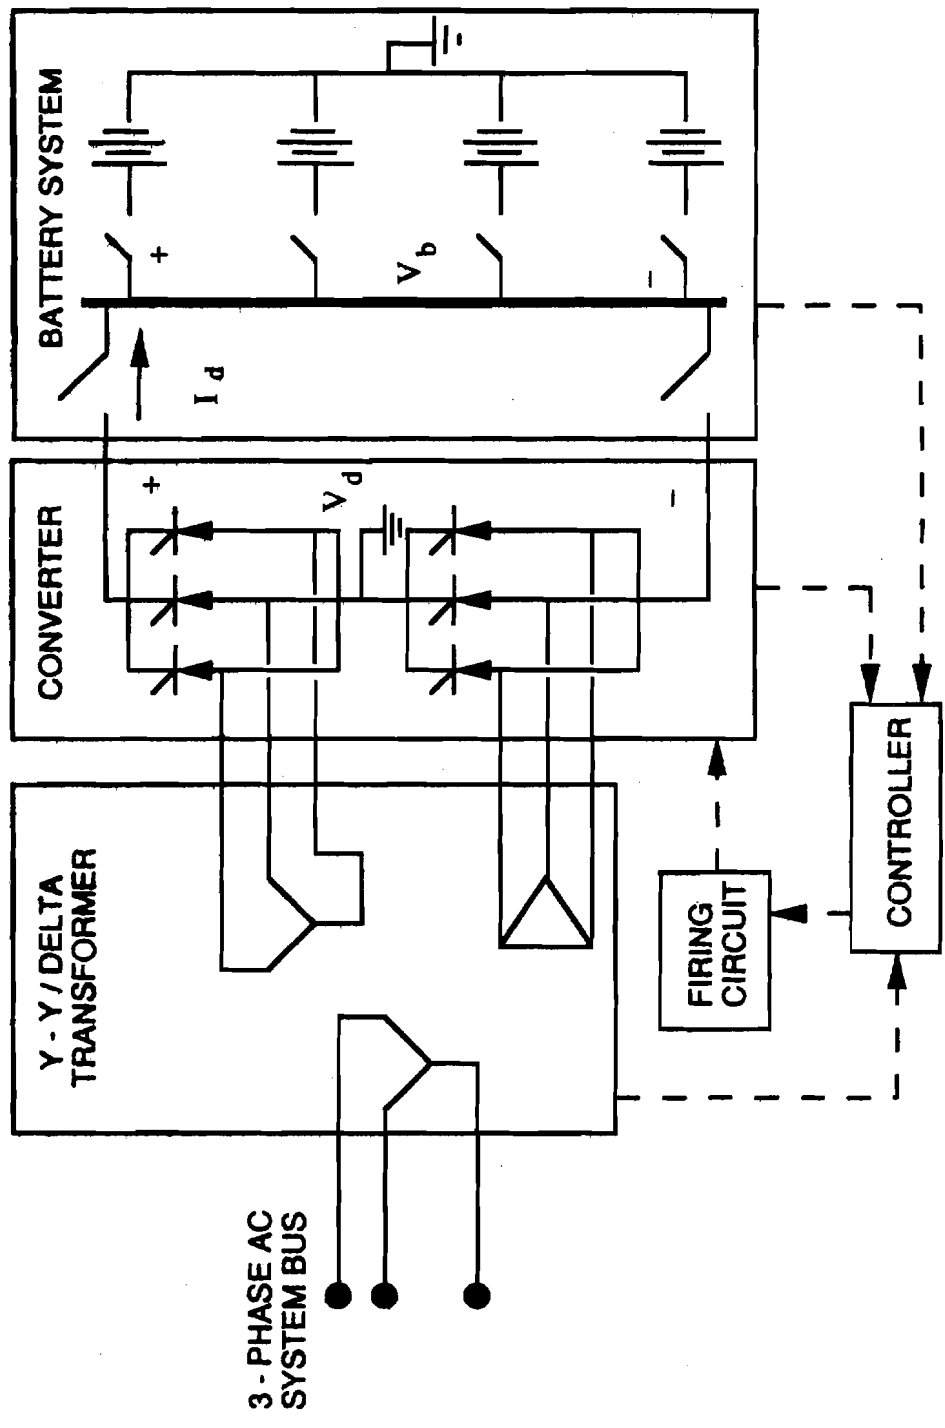 3 - PHASE AC
SYSTEM BUS
Y - Y / DELTA
TRANSFORMER
CONVERTER
+
V d
-
BATTERY SYSTEM
I d
+
V b
-
FIRING
CIRCUIT
CONTROLLER